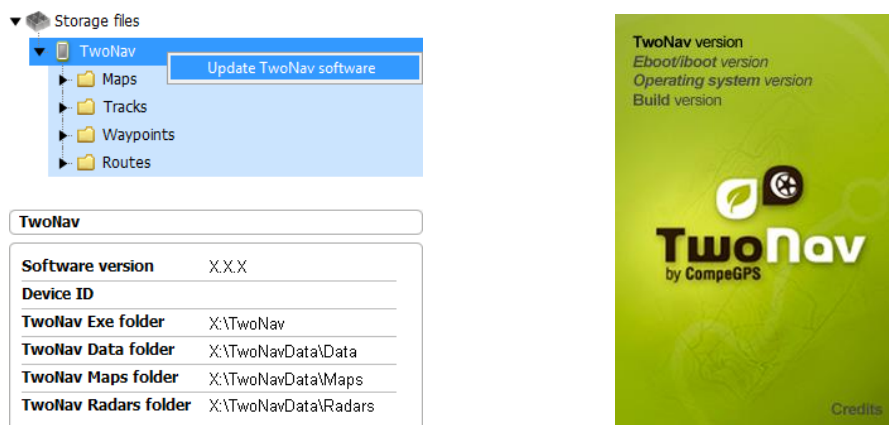 Storage files
TwoNav
Update TwoNav software
Maps
Tracks
Waypoints
Routes
TwoNav
Software version X.X.X
Device ID
TwoNav Exe folder X:\TwoNav
TwoNav Data folder X:\TwoNavData\Data
TwoNav Maps folder X:\TwoNavData\Maps
TwoNav Radars folder X:\TwoNavData\Radars
TwoNav version
Eboot/iboot version
Operating system version
Build version
TwoNav
by CompeGPS
Credits